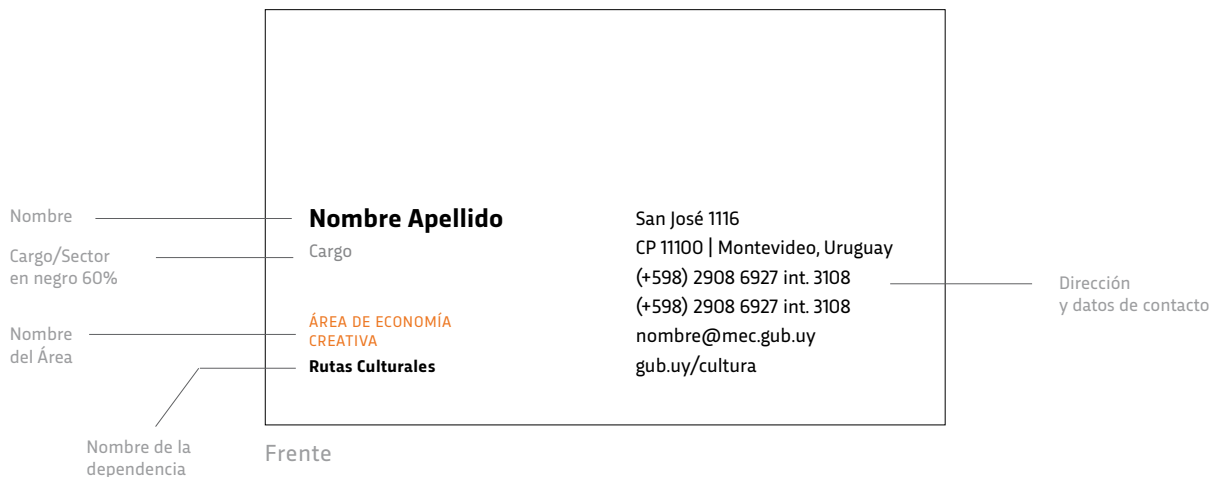 Nombre
Cargo/Sector
en negro 60%
Nombre
del Área
Nombre de la
dependencia
Nombre Apellido
Cargo
ÁREA DE ECONOMÍA
CREATIVA
Rutas Culturales
San José 1116
CP 11100 | Montevideo, Uruguay
(+598) 2908 6927 int. 3108
(+598) 2908 6927 int. 3108
nombre@mec.gub.uy
gub.uy/cultura
Dirección
y datos de contacto
Frente